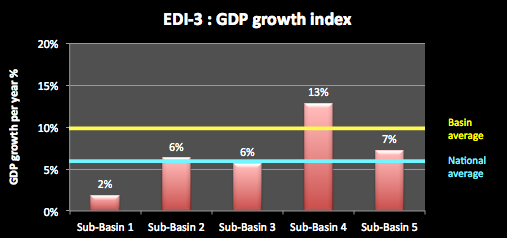 EDI-3 : GDP growth index
GDP growth per year %
20%
15%
10%
5%
0%
2%
6%
6%
13%
7%
Basin
average
National
average
Sub-Basin 1
Sub-Basin 2
Sub-Basin 3
Sub-Basin 4
Sub-Basin 5